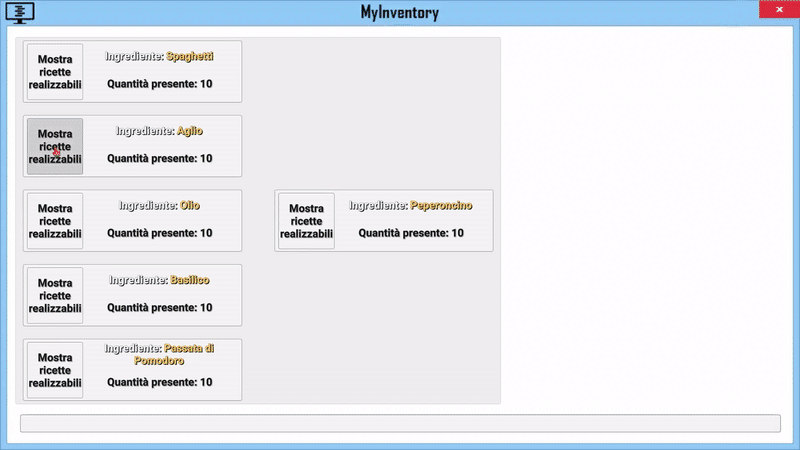 MyInventory
Mostra
ricette
realizzabili
Ingrediente: Spaghetti
Quantità presente: 10
Mostra
ricette
realizzabili
Ingrediente: Aglio
Quantità presente: 10
Mostra
ricette
realizzabili
Ingrediente: Olio
Quantità presente: 10
Mostra
ricette
realizzabili
Ingrediente: Peperoncino
Quantità presente: 10
Mostra
ricette
realizzabili
Ingrediente: Basilico
Quantità presente: 10
Mostra
ricette
realizzabili
Ingrediente: Passata di
Pomodoro
Quantità presente: 10